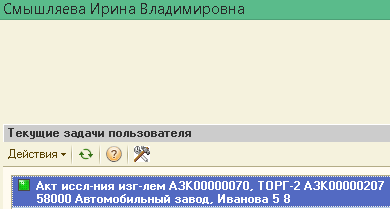 Смышляева Ирина Владимировна
Текущие задачи пользователя
Действия
Акт иссл-ния изг-лем АЗК00000070, ТОРГ-2 АЗК00000207
58000 Автомобильный завод, Иванова 5 8